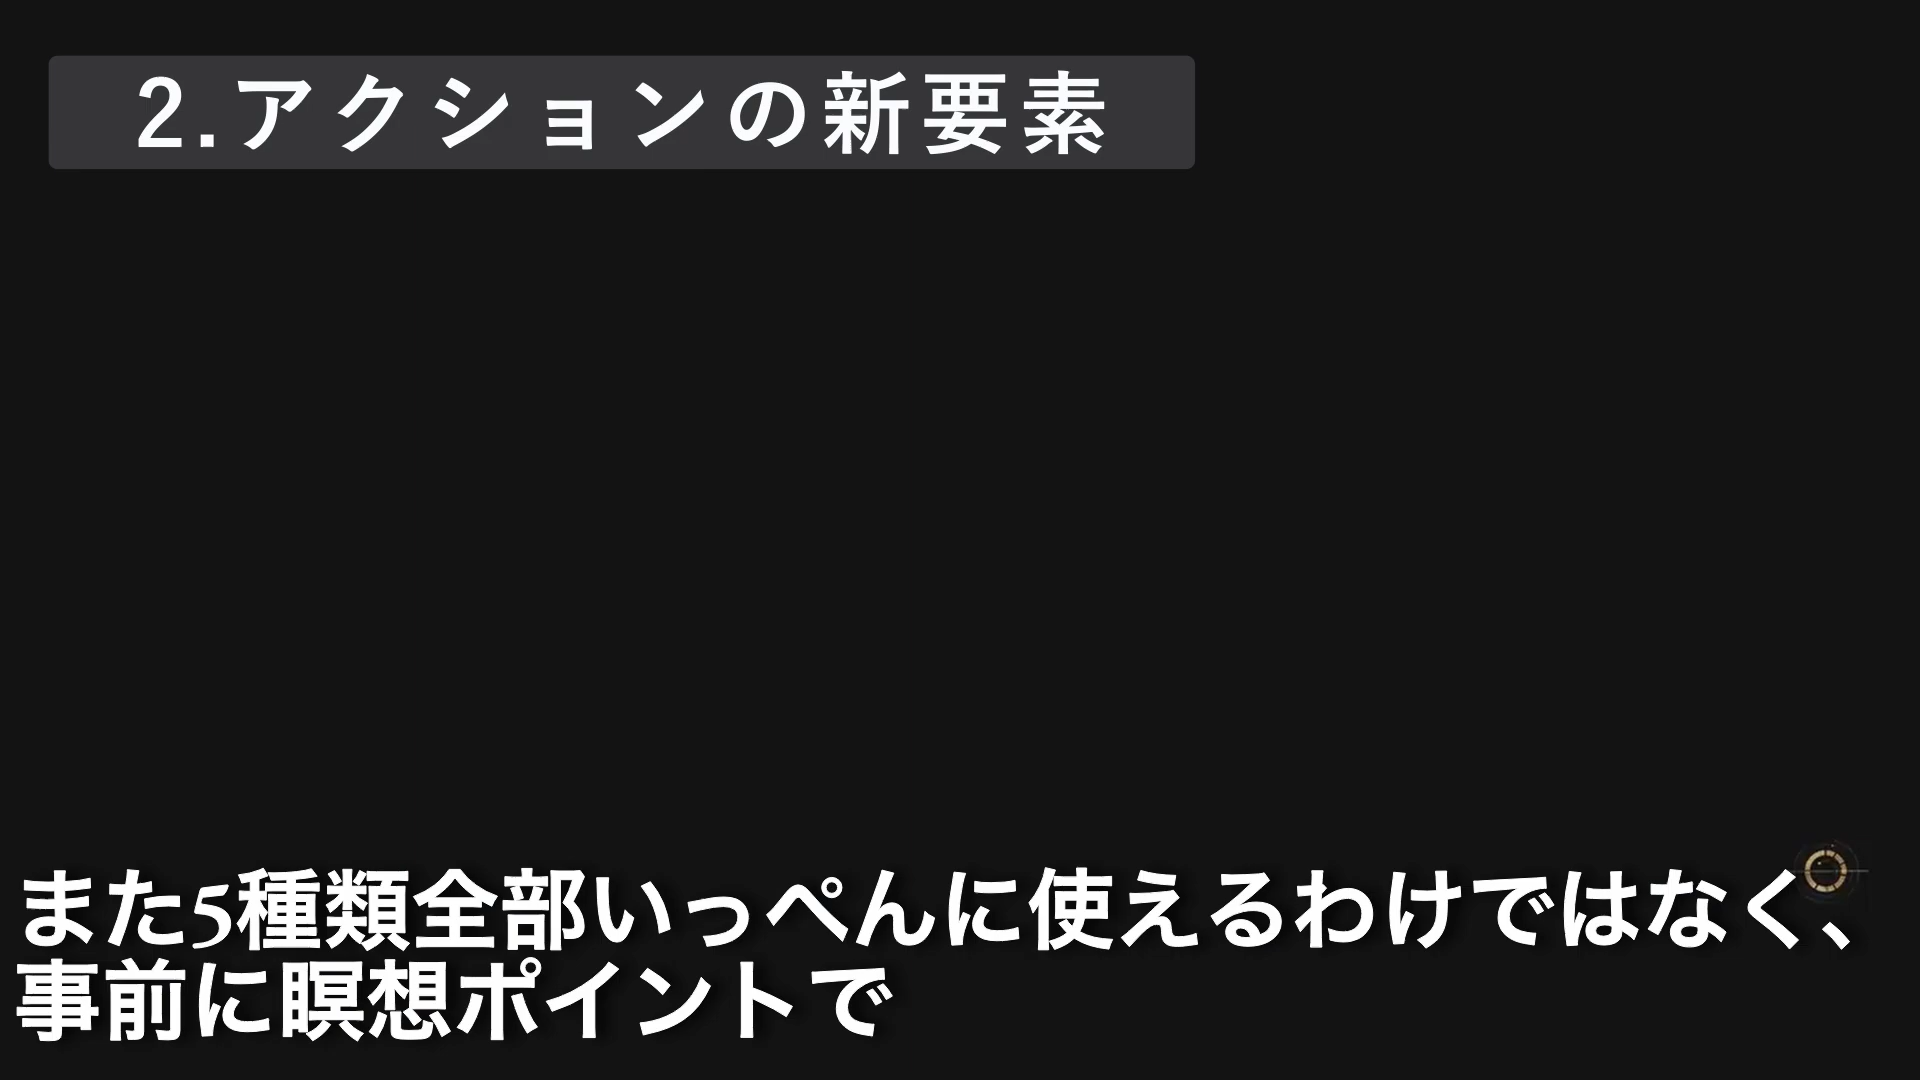 2.アクションの新要素
また5種類全部いっぺんに使えるわけではなく、
事前に瞑想ポイントで